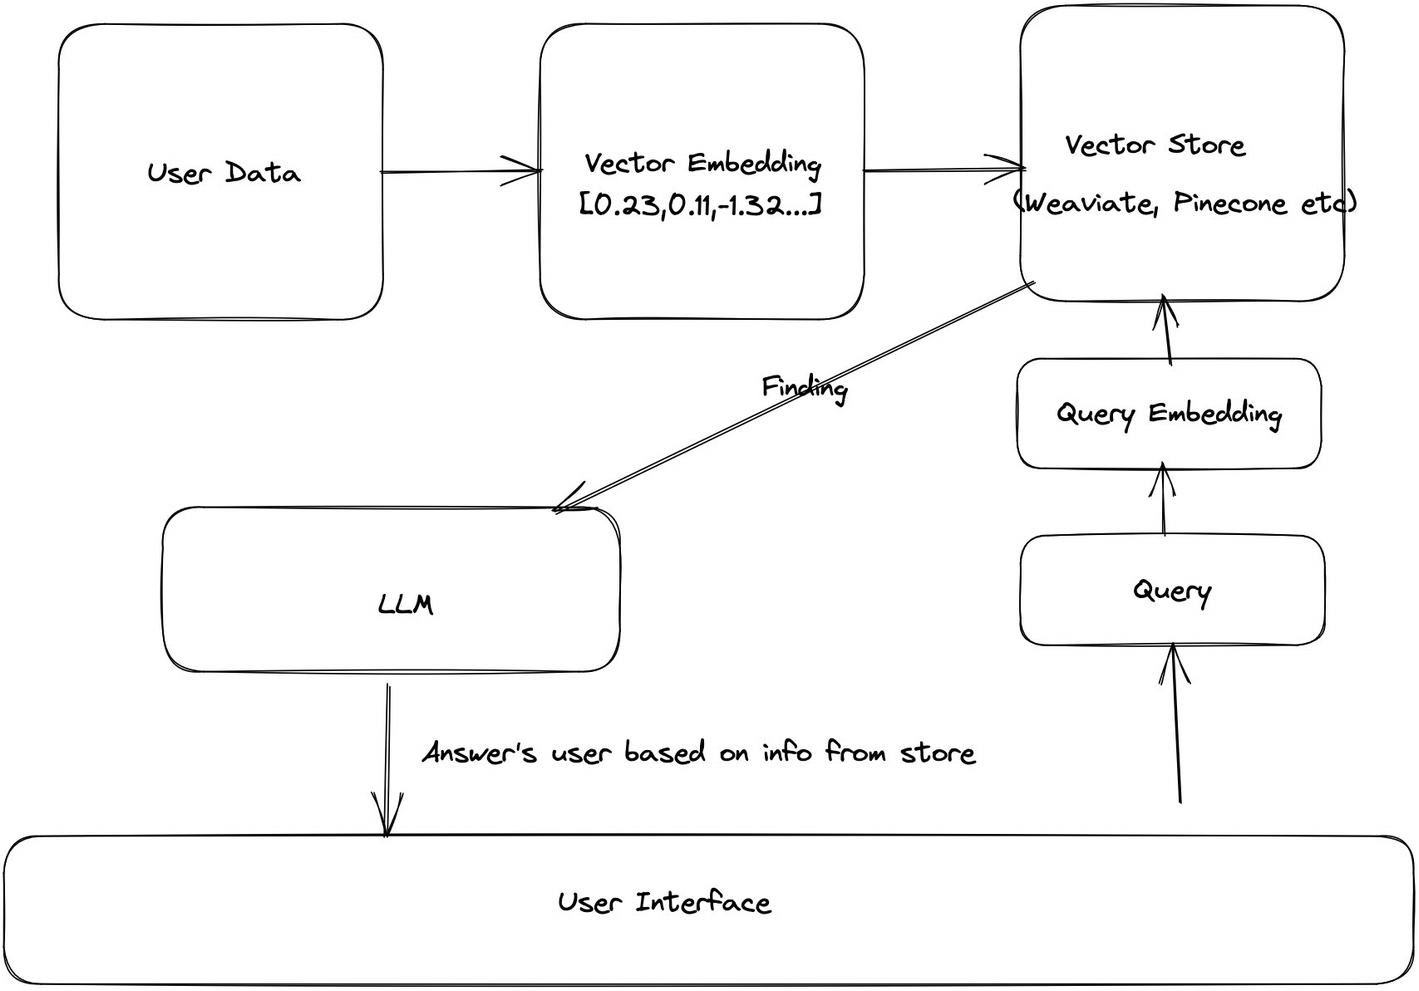 User Data
Vector Embedding
[0.23,0.11,-1.32...]
Vector Store
(Weaviate, Pinecone etc)
Finding
Query Embedding
LLM
Query
Answer's user based on info from store
User Interface